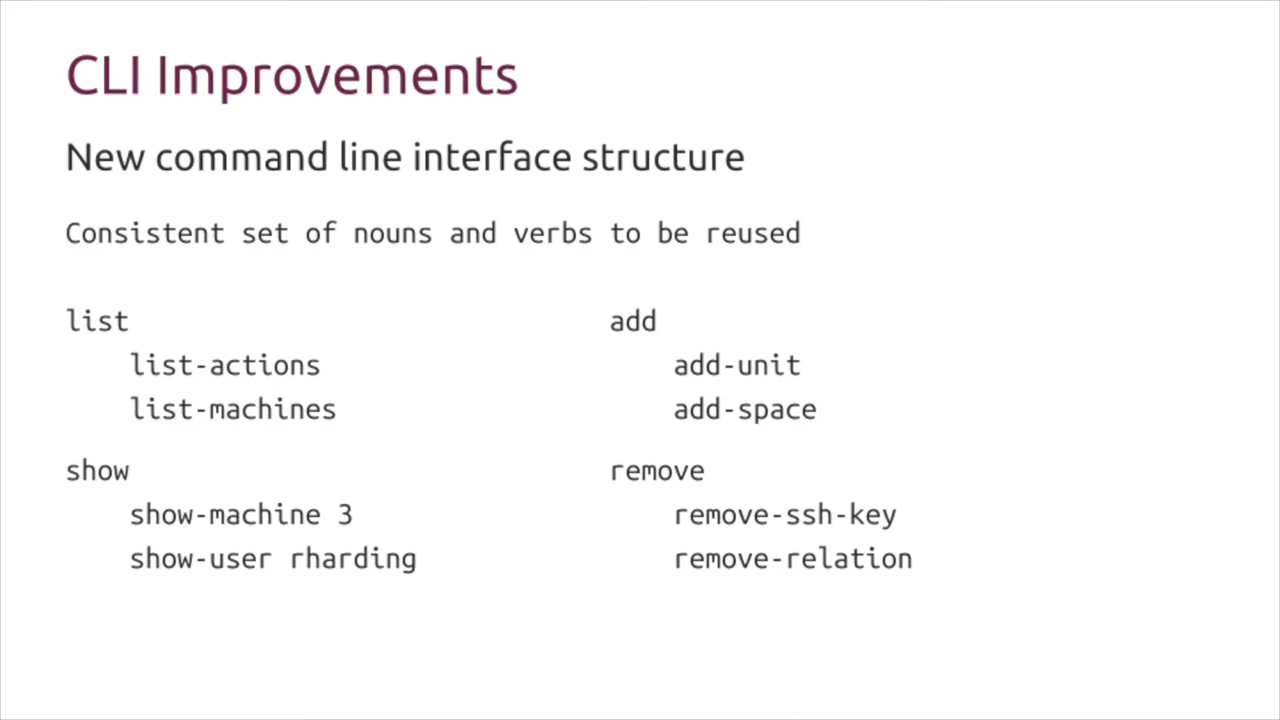 CLI Improvements
New command line interface structure
Consistent set of nouns and verbs to be reused
list
list-actions
list-machines
show
show-machine 3
show-user rharding
add
add-unit
add-space
remove
remove-ssh-key
remove-relation